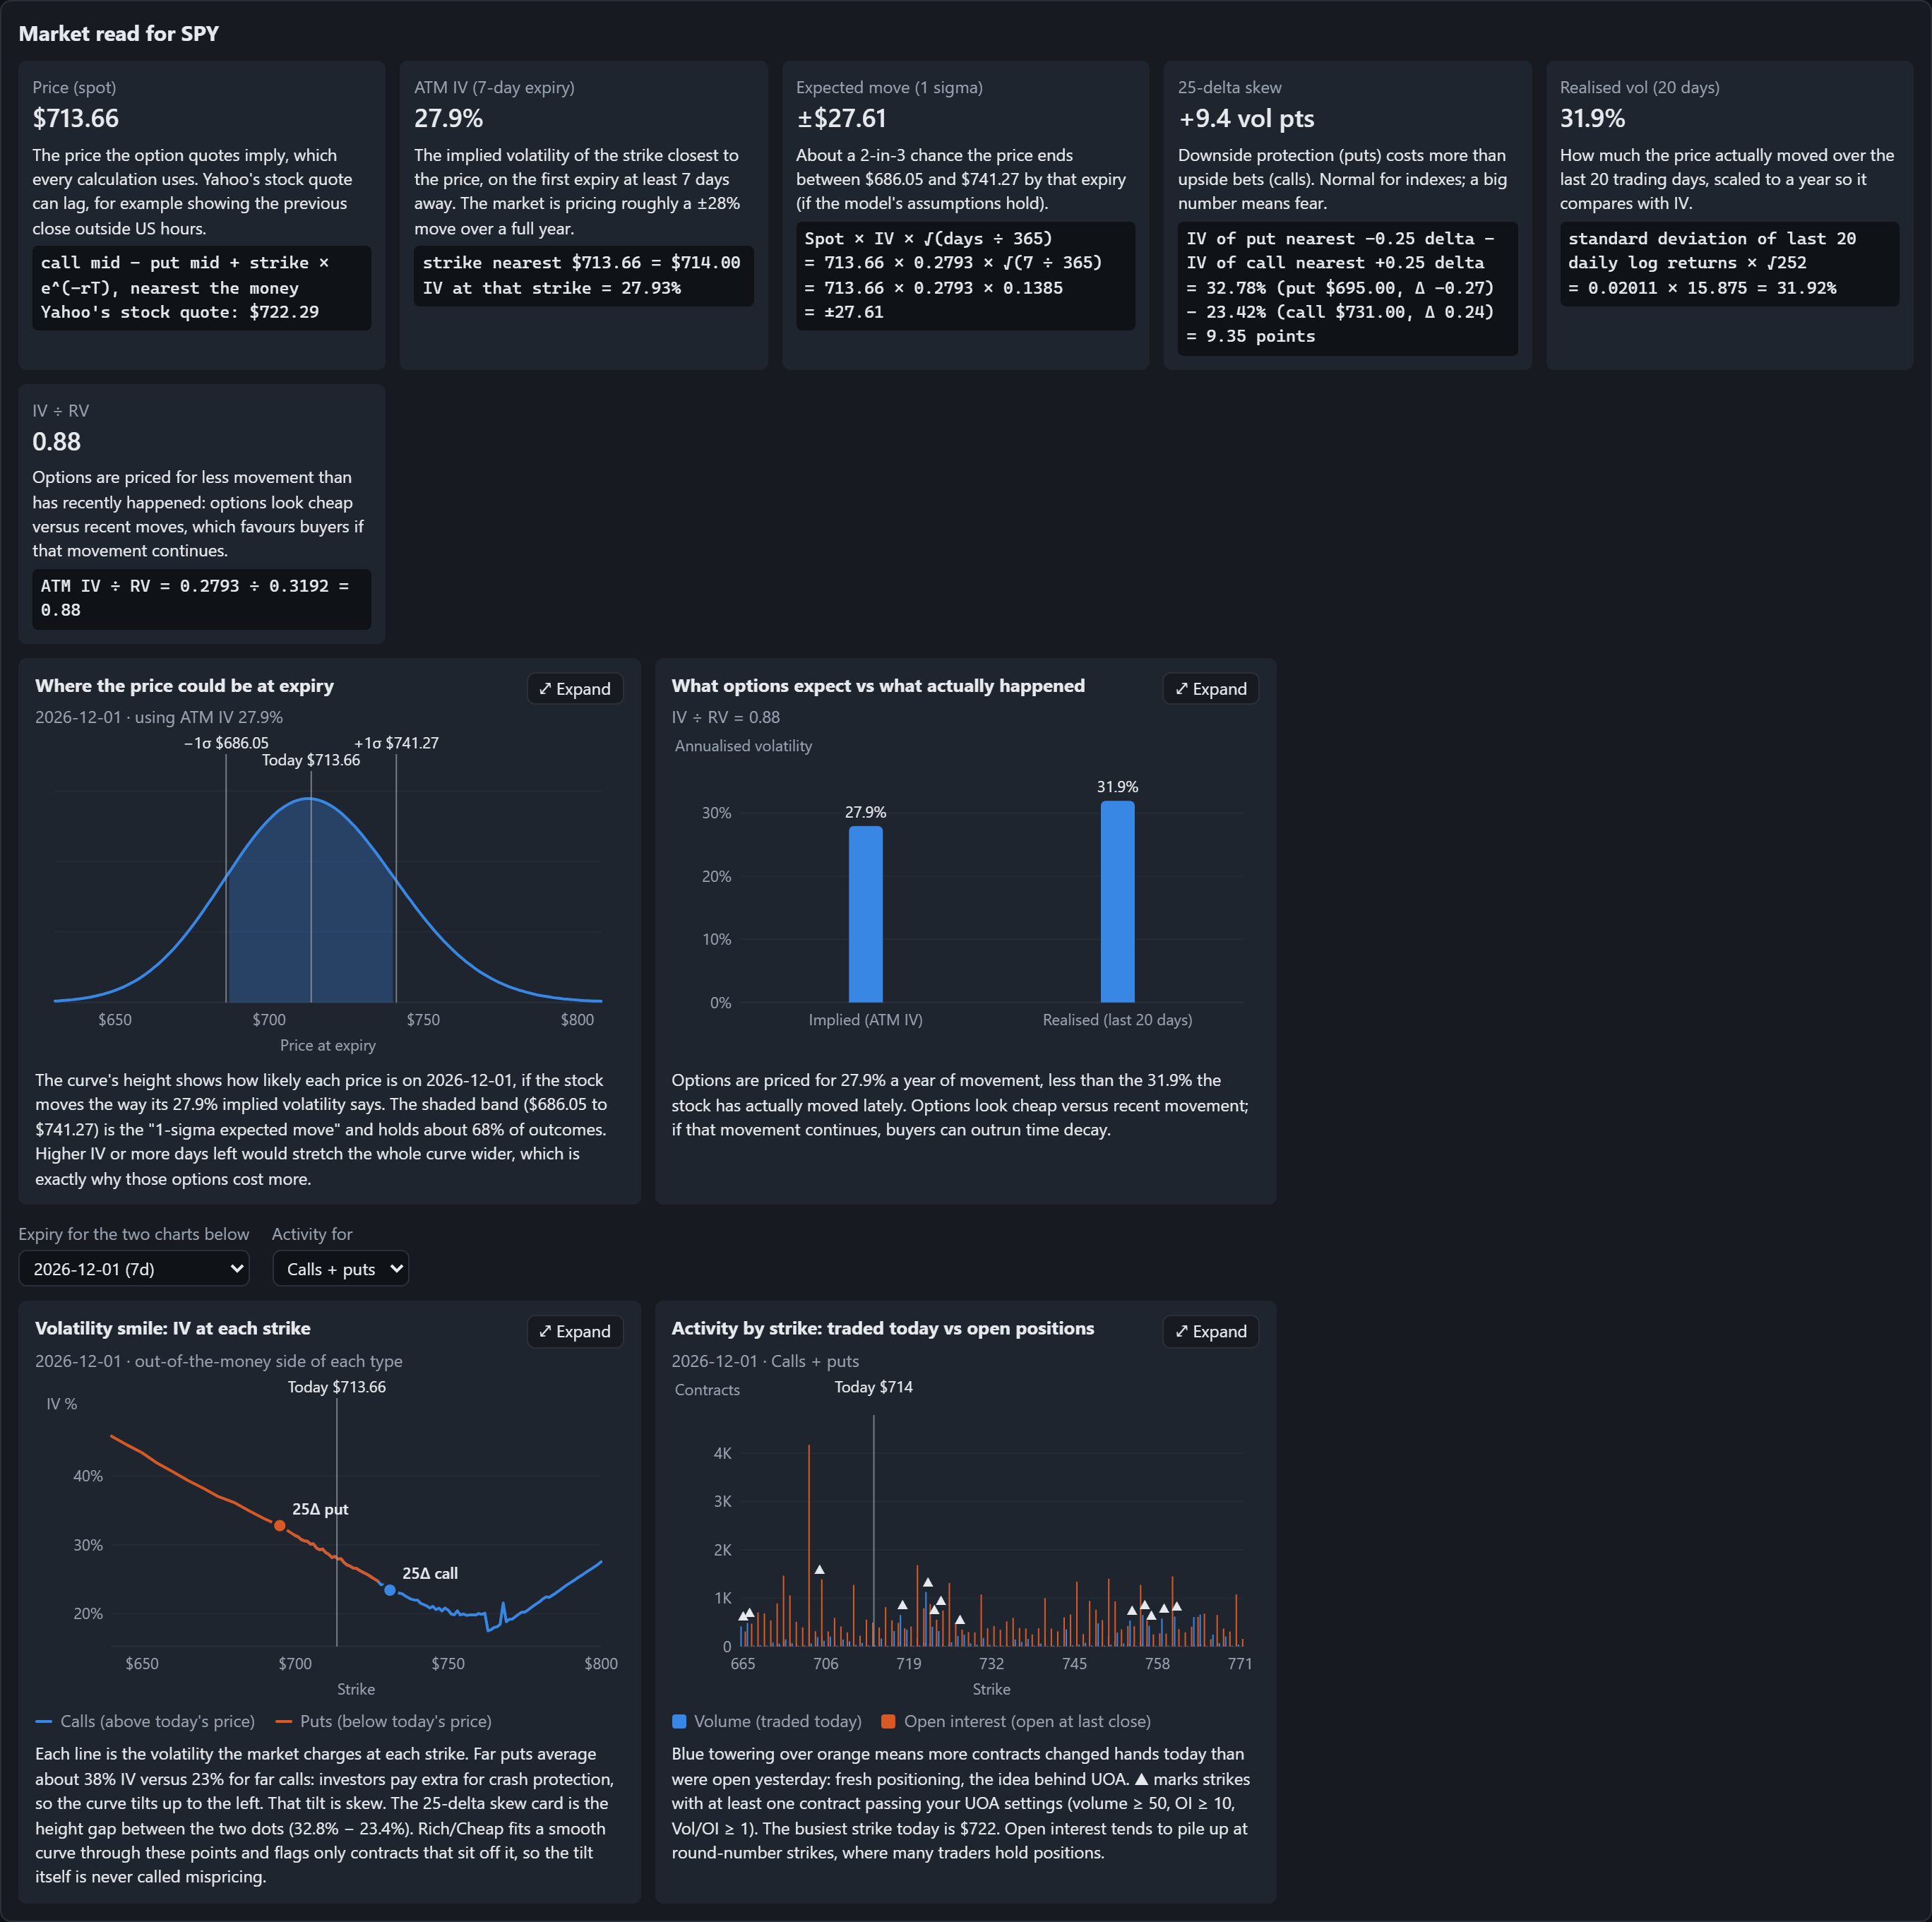 Market read for SPY
Price (spot)
$713.66
The price the option quotes imply, which
every calculation uses. Yahoo's stock quote
can lag, for example showing the previous
close outside US hours.
call mid − put mid + strike ×
e^(−rT), nearest the money
Yahoo's stock quote: $722.29
ATM IV (7-day expiry)
27.9%
The implied volatility of the strike closest to
the price, on the first expiry at least 7 days
away. The market is pricing roughly a ±28%
move over a full year.
strike nearest $713.66 = $714.00
IV at that strike = 27.93%
Expected move (1 sigma)
±$27.61
About a 2-in-3 chance the price ends
between $686.05 and $741.27 by that expiry
(if the model's assumptions hold).
Spot × IV × √(days ÷ 365)
= 713.66 × 0.2793 × √(7 ÷ 365)
= 713.66 × 0.2793 × 0.1385
= ±27.61
25-delta skew
+9.4 vol pts
Downside protection (puts) costs more than
upside bets (calls). Normal for indexes; a big
number means fear.
IV of put nearest −0.25 delta −
IV of call nearest +0.25 delta
= 32.78% (put $695.00, Δ −0.27)
− 23.42% (call $731.00, Δ 0.24)
= 9.35 points
Realised vol (20 days)
31.9%
How much the price actually moved over the
last 20 trading days, scaled to a year so it
compares with IV.
standard deviation of last 20
daily log returns × √252
= 0.02011 × 15.875 = 31.92%
IV ÷ RV
0.88
Options are priced for less movement than
has recently happened: options look cheap
versus recent moves, which favours buyers if
that movement continues.
ATM IV ÷ RV = 0.2793 ÷ 0.3192 =
0.88
Where the price could be at expiry
⤢ Expand
2026-12-01 · using ATM IV 27.9%
−1σ $686.05
+1σ $741.27
Today $713.66
$650 $700 $750 $800
Price at expiry
The curve's height shows how likely each price is on 2026-12-01, if the stock
moves the way its 27.9% implied volatility says. The shaded band ($686.05 to
$741.27) is the "1-sigma expected move" and holds about 68% of outcomes.
Higher IV or more days left would stretch the whole curve wider, which is
exactly why those options cost more.
What options expect vs what actually happened
⤢ Expand
IV ÷ RV = 0.88
Annualised volatility
31.9%
27.9%
30%
20%
10%
0%
Implied (ATM IV) Realised (last 20 days)
Options are priced for 27.9% a year of movement, less than the 31.9% the
stock has actually moved lately. Options look cheap versus recent movement;
if that movement continues, buyers can outrun time decay.
Expiry for the two charts below
2026-12-01 (7d)
Activity for
Calls + puts
Volatility smile: IV at each strike
⤢ Expand
2026-12-01 · out-of-the-money side of each type
Today $713.66
IV %
40%
25Δ put
30%
25Δ call
20%
$650 $700 $750 $800
Strike
Calls (above today's price) Puts (below today's price)
Each line is the volatility the market charges at each strike. Far puts average
about 38% IV versus 23% for far calls: investors pay extra for crash protection,
so the curve tilts up to the left. That tilt is skew. The 25-delta skew card is the
height gap between the two dots (32.8% − 23.4%). Rich/Cheap fits a smooth
curve through these points and flags only contracts that sit off it, so the tilt
itself is never called mispricing.
Activity by strike: traded today vs open positions
⤢ Expand
2026-12-01 · Calls + puts
Contracts
Today $714
4K
3K
2K
1K
0
665 706 719 732 745 758 771
Strike
Volume (traded today) Open interest (open at last close)
Blue towering over orange means more contracts changed hands today than
were open yesterday: fresh positioning, the idea behind UOA. ▲ marks strikes
with at least one contract passing your UOA settings (volume ≥ 50, OI ≥ 10,
Vol/OI ≥ 1). The busiest strike today is $722. Open interest tends to pile up at
round-number strikes, where many traders hold positions.